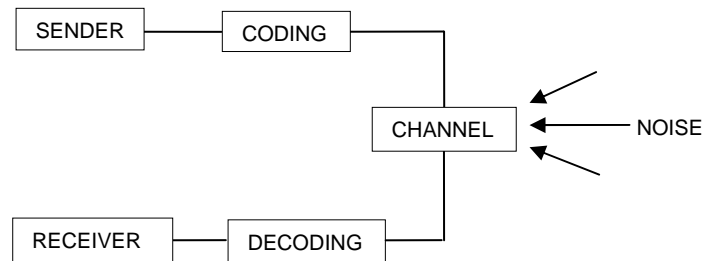 SENDER
CODING
CHANNEL
NOISE
RECEIVER
DECODING